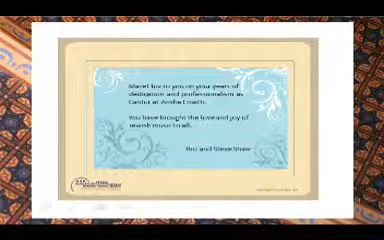 Mazel Tov to you on your years of
dedication and professionalism as
Cantor at Anshe Emeth.
You have brought the love and joy of
Jewish music to all.
and Steve Shaw